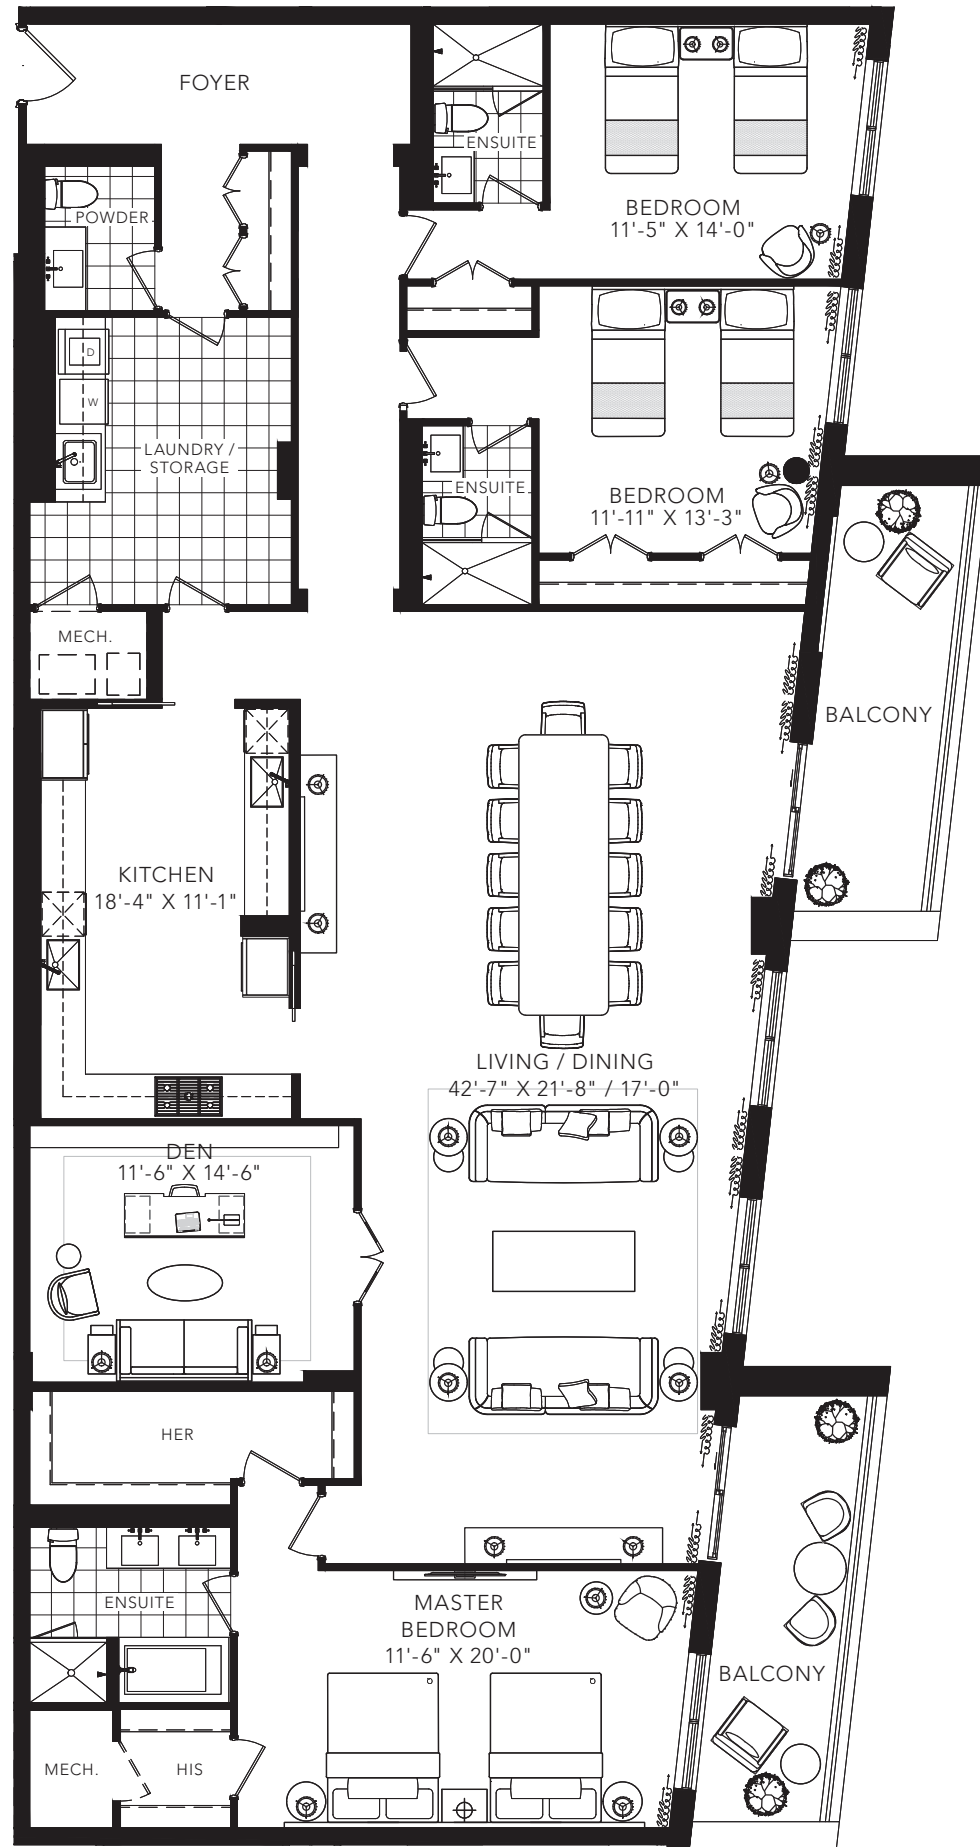 FOYER
ENSUITE
POWDER
BEDROOM
11'-5" X 14'-0"
D
W
LAUNDRY /
STORAGE
ENSUITE
BEDROOM
11'-11" X 13'-3"
MECH.
BALCONY
KITCHEN
18'-4" X 11'-1"
LIVING / DINING
42'-7" X 21'-8" / 17'-0"
DEN
11'-6" X 14'-6"
HER
ENSUITE
MASTER
BEDROOM
11'-6" X 20'-0"
BALCONY
MECH.
HIS